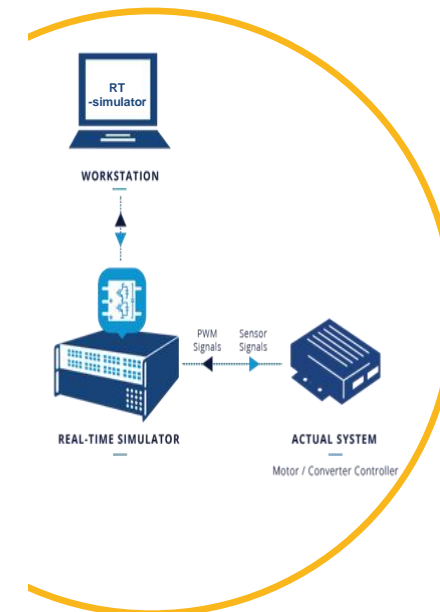 RT
-simulator
WORKSTATION
PWM
Signals
Sensor
Signals
REAL-TIME SIMULATOR
ACTUAL SYSTEM
Motor / Converter Controller